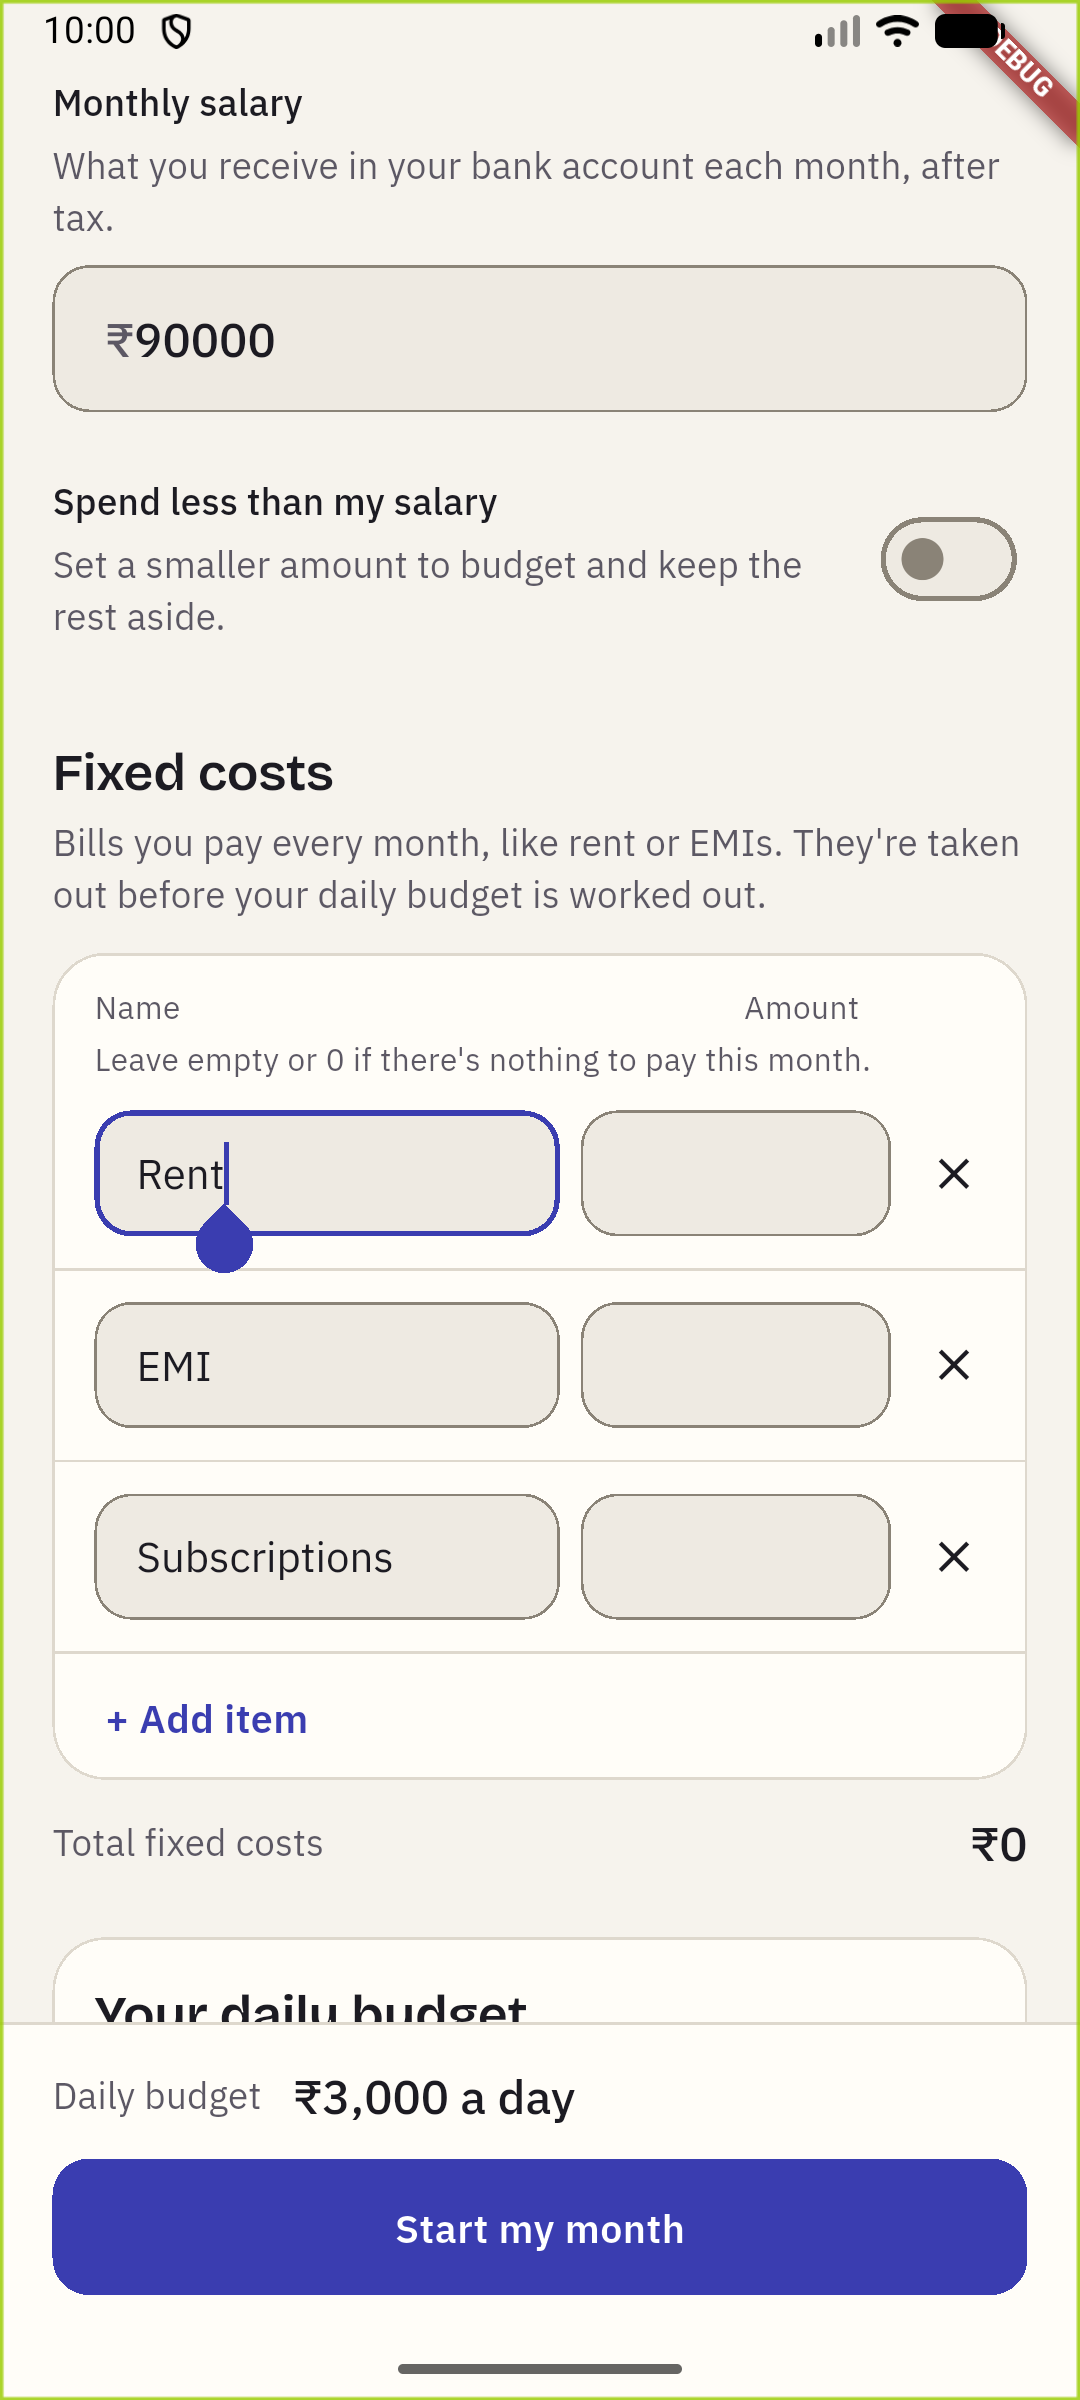 10:00
EBUG
Monthly salary
What you receive in your bank account each month, after
tax.
₹90000
Spend less than my salary
Set a smaller amount to budget and keep the
rest aside.
Fixed costs
Bills you pay every month, like rent or EMIs. They're taken
out before your daily budget is worked out.
Name Amount
Leave empty or 0 if there's nothing to pay this month.
Rent
EMI
Subscriptions
+ Add item
Total fixed costs ₹0
Your daily budget
Daily budget ₹3,000 a day
Start my month